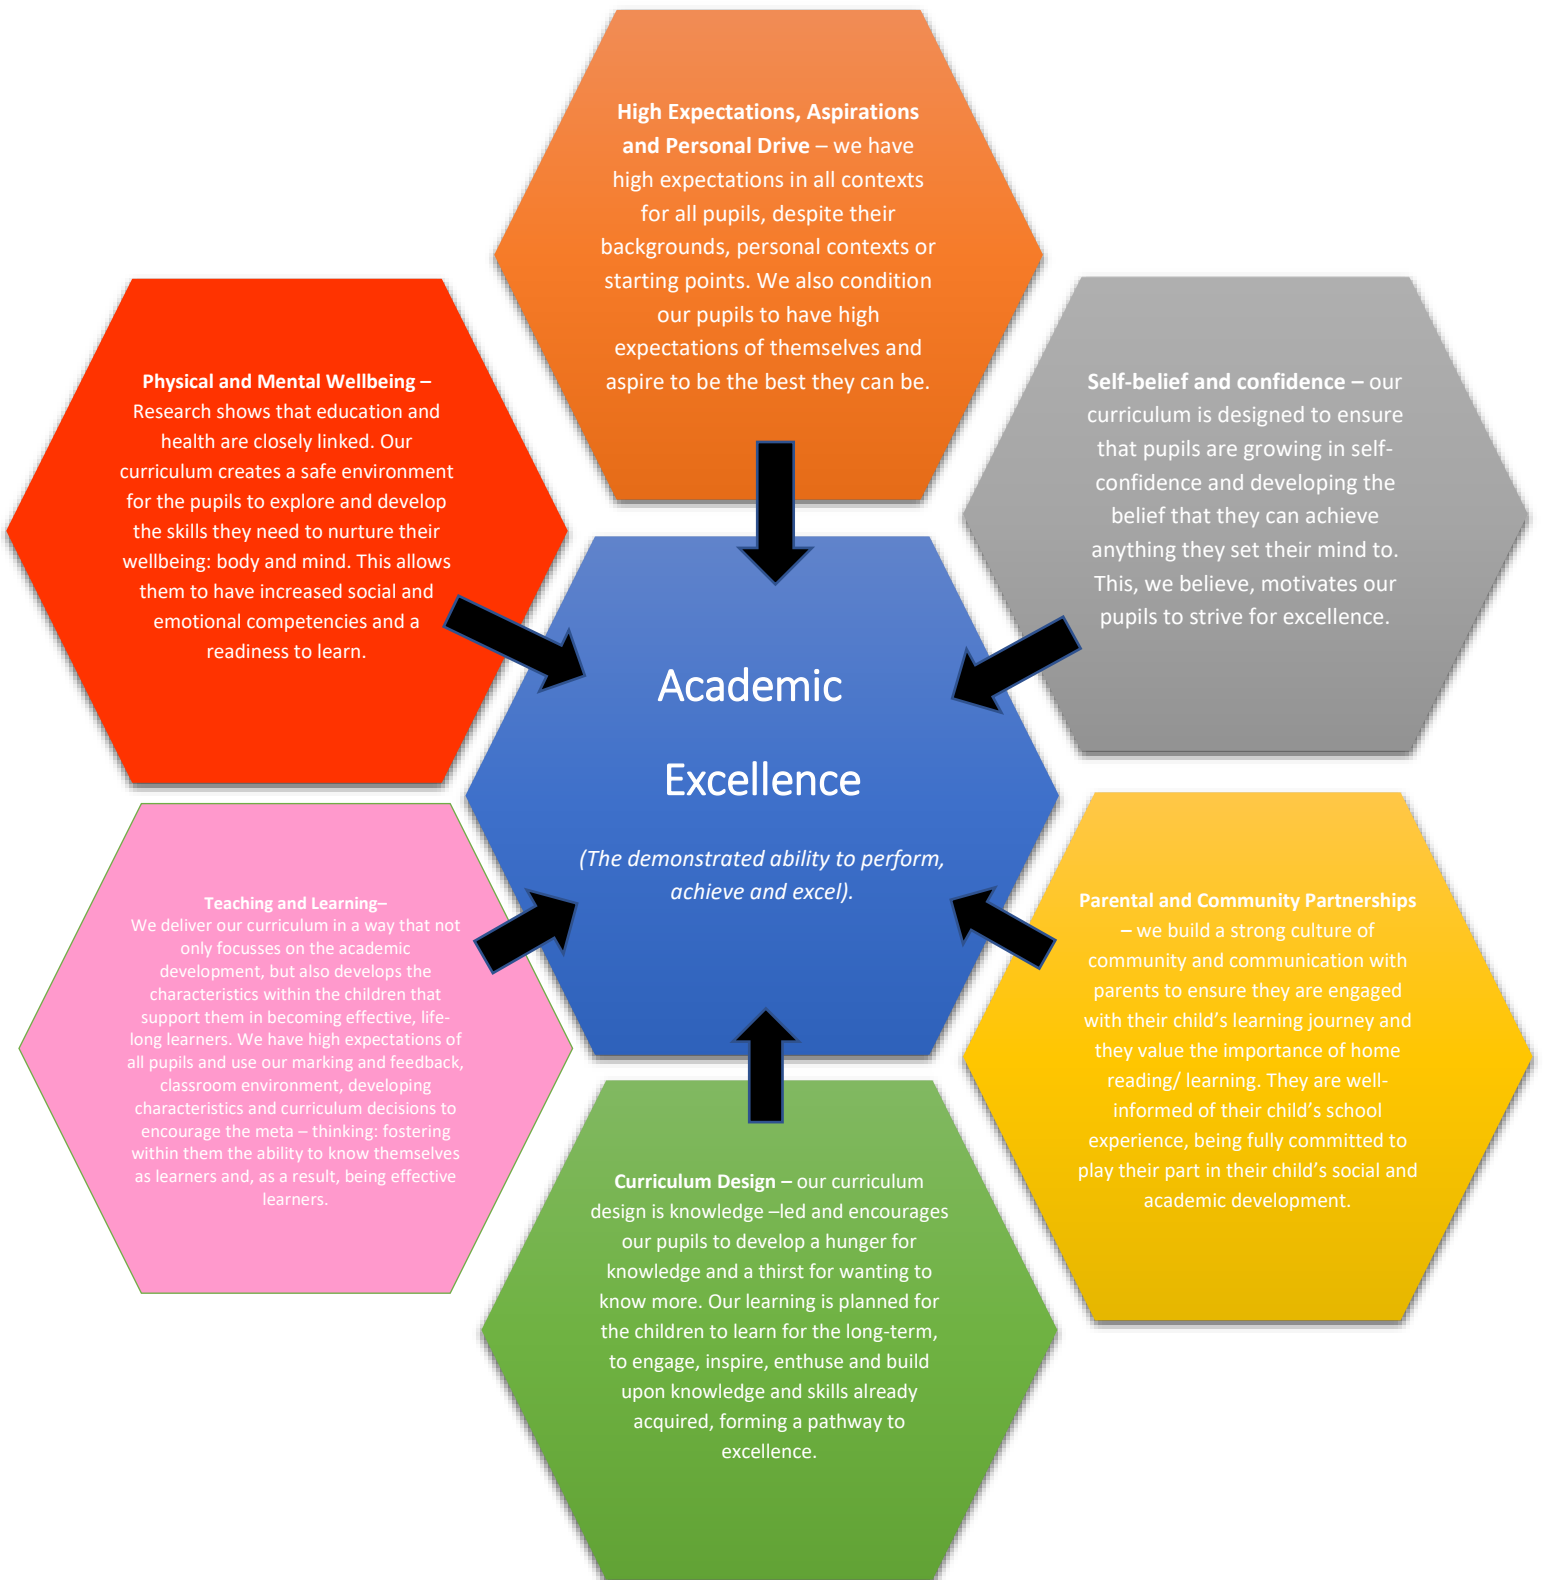 High Expectations, Aspirations
and Personal Drive – we have
high expectations in all contexts
for all pupils, despite their
backgrounds, personal contexts or
starting points. We also condition
our pupils to have high
expectations of themselves and
aspire to be the best they can be.
Physical and Mental Wellbeing –
Research shows that education and
health are closely linked. Our
curriculum creates a safe environment
for the pupils to explore and develop
the skills they need to nurture their
wellbeing: body and mind. This allows
them to have increased social and
emotional competencies and a
readiness to learn.
Self-belief and confidence – our
curriculum is designed to ensure
that pupils are growing in self-
confidence and developing the
belief that they can achieve
anything they set their mind to.
This, we believe, motivates our
pupils to strive for excellence.
Academic
Excellence
(The demonstrated ability to perform,
achieve and excel).
Teaching and Learning–
We deliver our curriculum in a way that not
only focusses on the academic
development, but also develops the
characteristics within the children that
support them in becoming effective, life-
long learners. We have high expectations of
all pupils and use our marking and feedback,
classroom environment, developing
characteristics and curriculum decisions to
encourage the meta – thinking: fostering
within them the ability to know themselves
as learners and, as a result, being effective
learners.
Parental and Community Partnerships
– we build a strong culture of
community and communication with
parents to ensure they are engaged
with their child’s learning journey and
they value the importance of home
reading/ learning. They are well-
informed of their child’s school
experience, being fully committed to
play their part in their child’s social and
academic development.
Curriculum Design – our curriculum
design is knowledge –led and encourages
our pupils to develop a hunger for
knowledge and a thirst for wanting to
know more. Our learning is planned for
the children to learn for the long-term,
to engage, inspire, enthuse and build
upon knowledge and skills already
acquired, forming a pathway to
excellence.